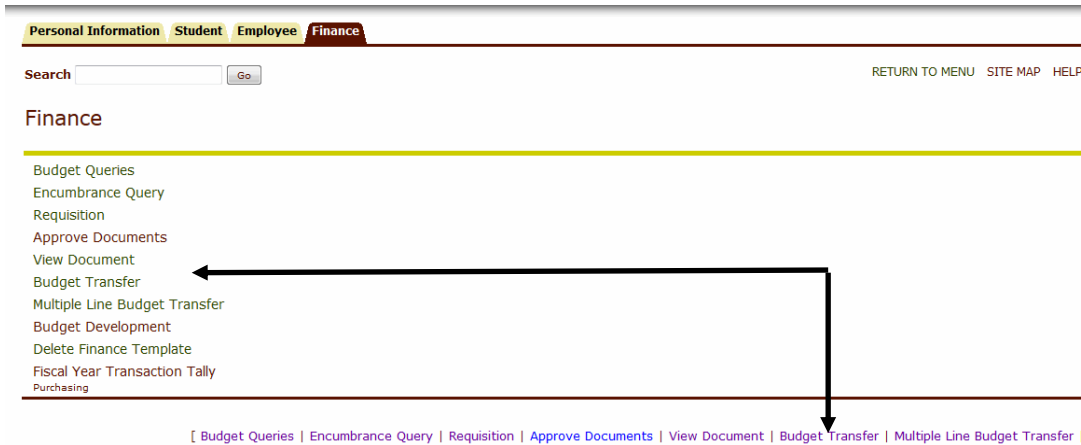 Personal Information Student Employee Finance
Search Go RETURN TO MENU SITE MAP HELP
Finance
Budget Queries
Encumbrance Query
Requisition
Approve Documents
View Document
Budget Transfer
Multiple Line Budget Transfer
Budget Development
Delete Finance Template
Fiscal Year Transaction Tally
Purchasing
[ Budget Queries | Encumbrance Query | Requisition | Approve Documents | View Document | Budget Transfer | Multiple Line Budget Transfer